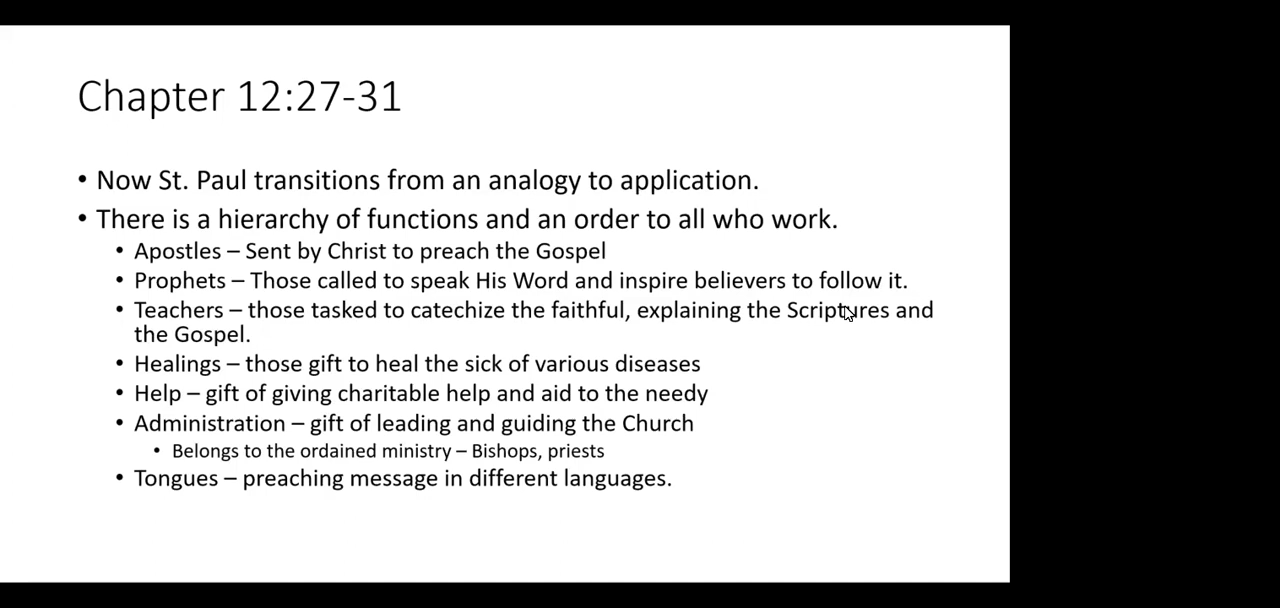 Chapter 12:27-31
• Now St. Paul transitions from an analogy to application.
• There is a hierarchy of functions and an order to all who work.
• Apostles – Sent by Christ to preach the Gospel
• Prophets – Those called to speak His Word and inspire believers to follow it.
• Teachers – those tasked to catechize the faithful, explaining the Scriptures and
the Gospel.
• Healings – those gift to heal the sick of various diseases
• Help – gift of giving charitable help and aid to the needy
• Administration – gift of leading and guiding the Church
• Belongs to the ordained ministry – Bishops, priests
• Tongues – preaching message in different languages.